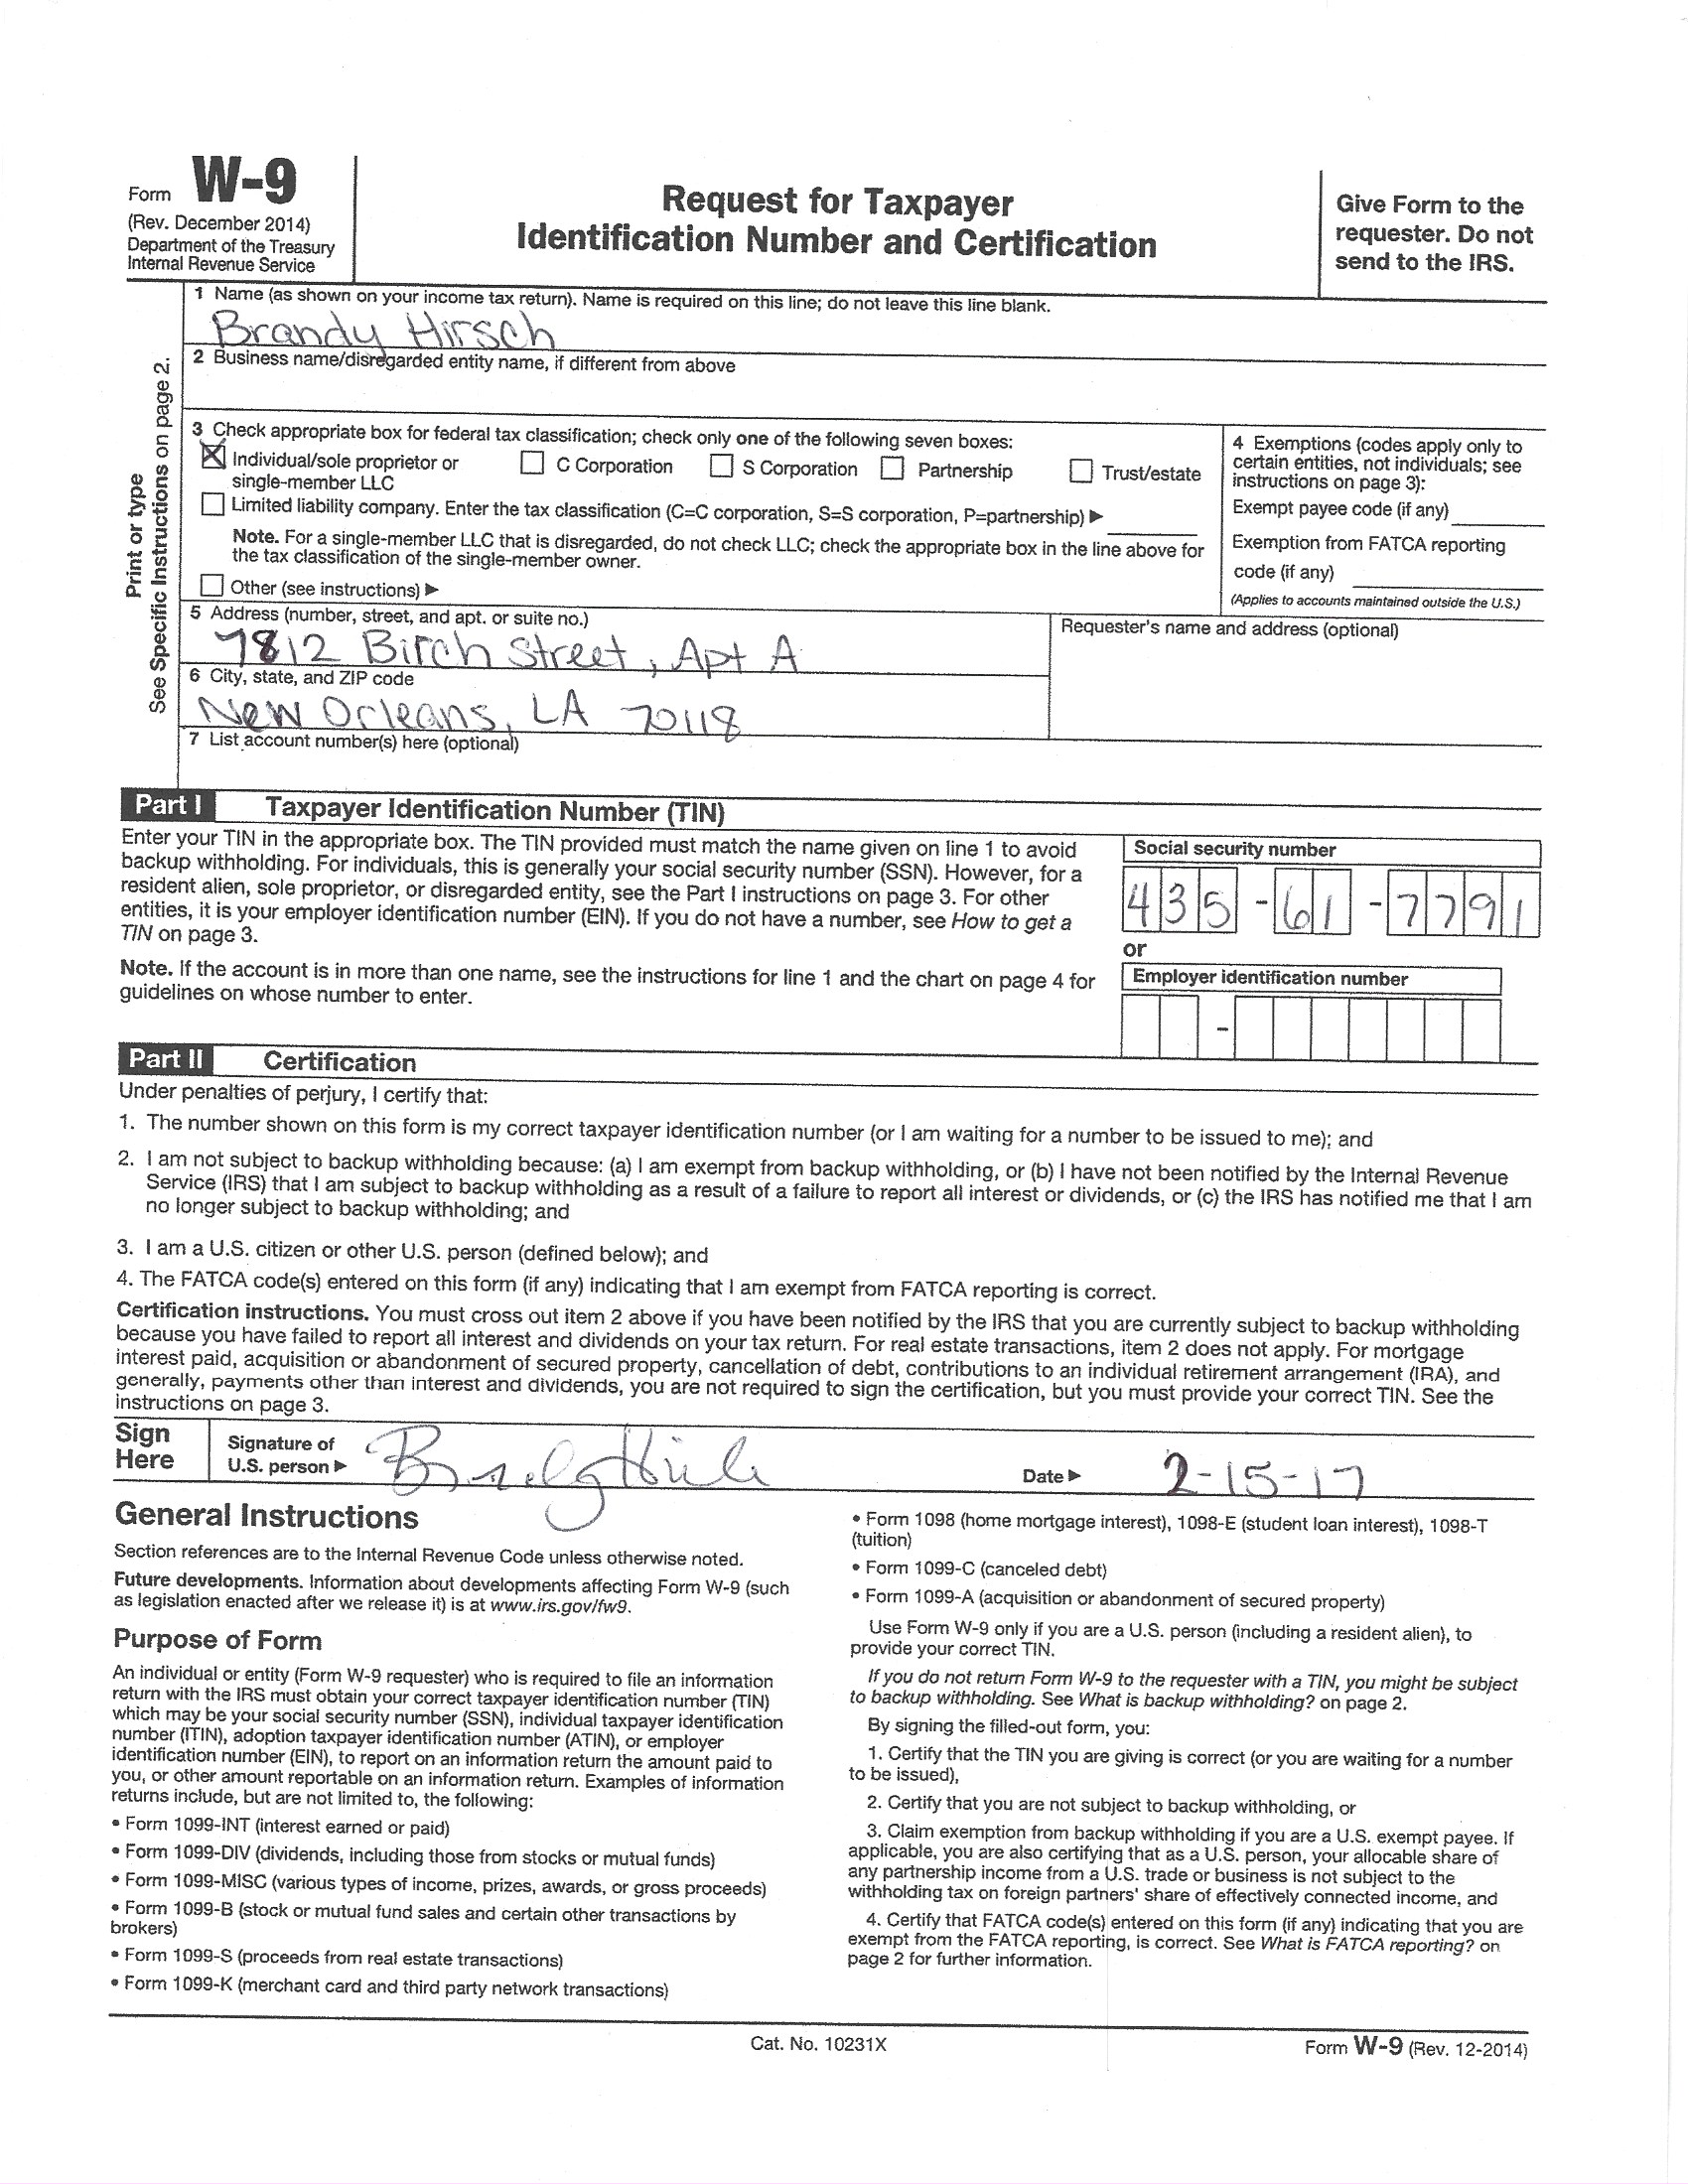 Form W-9
(Rev. December 2014)
Department of the Treasury
Internal Revenue Service
Request for Taxpayer
Identification Number and Certification
Give Form to the
requester. Do not
send to the IRS.
Print or type
See Specific Instructions on page 2.
1 Name (as shown on your income tax return). Name is required on this line; do not leave this line blank.
Brandy Hirsch
2 Business name/disregarded entity name, if different from above
3 Check appropriate box for federal tax classification; check only one of the following seven boxes:
Individual/sole proprietor or C Corporation S Corporation Partnership Trust/estate
single-member LLC
Limited liability company. Enter the tax classification (C=C corporation, S=S corporation, P=partnership) ▶
Note. For a single-member LLC that is disregarded, do not check LLC; check the appropriate box in the line above for
the tax classification of the single-member owner.
Other (see instructions) ▶
4 Exemptions (codes apply only to
certain entities, not individuals; see
instructions on page 3):
Exempt payee code (if any)
Exemption from FATCA reporting
code (if any)
(Applies to accounts maintained outside the U.S.)
5 Address (number, street, and apt. or suite no.)
7812 Birch Street, Apt A
Requester's name and address (optional)
6 City, state, and ZIP code
New Orleans, LA 70118
7 List account number(s) here (optional)
Part I Taxpayer Identification Number (TIN)
Enter your TIN in the appropriate box. The TIN provided must match the name given on line 1 to avoid
backup withholding. For individuals, this is generally your social security number (SSN). However, for a
resident alien, sole proprietor, or disregarded entity, see the Part I instructions on page 3. For other
entities, it is your employer identification number (EIN). If you do not have a number, see How to get a
TIN on page 3.
Note. If the account is in more than one name, see the instructions for line 1 and the chart on page 4 for
guidelines on whose number to enter.
Social security number
435-61-7791
or
Employer identification number
-
Part II Certification
Under penalties of perjury, I certify that:
1. The number shown on this form is my correct taxpayer identification number (or I am waiting for a number to be issued to me); and
2. I am not subject to backup withholding because: (a) I am exempt from backup withholding, or (b) I have not been notified by the Internal Revenue
Service (IRS) that I am subject to backup withholding as a result of a failure to report all interest or dividends, or (c) the IRS has notified me that I am
no longer subject to backup withholding; and
3. I am a U.S. citizen or other U.S. person (defined below); and
4. The FATCA code(s) entered on this form (if any) indicating that I am exempt from FATCA reporting is correct.
Certification instructions. You must cross out item 2 above if you have been notified by the IRS that you are currently subject to backup withholding
because you have failed to report all interest and dividends on your tax return. For real estate transactions, item 2 does not apply. For mortgage
interest paid, acquisition or abandonment of secured property, cancellation of debt, contributions to an individual retirement arrangement (IRA), and
generally, payments other than interest and dividends, you are not required to sign the certification, but you must provide your correct TIN. See the
instructions on page 3.
Sign
Here
Signature of
U.S. person ▶
Brandy Hirsch
Date ▶ 2-15-17
General Instructions
Section references are to the Internal Revenue Code unless otherwise noted.
Future developments. Information about developments affecting Form W-9 (such
as legislation enacted after we release it) is at www.irs.gov/fw9.
Purpose of Form
An individual or entity (Form W-9 requester) who is required to file an information
return with the IRS must obtain your correct taxpayer identification number (TIN)
which may be your social security number (SSN), individual taxpayer identification
number (ITIN), adoption taxpayer identification number (ATIN), or employer
identification number (EIN), to report on an information return the amount paid to
you, or other amount reportable on an information return. Examples of information
returns include, but are not limited to, the following:
• Form 1099-INT (interest earned or paid)
• Form 1099-DIV (dividends, including those from stocks or mutual funds)
• Form 1099-MISC (various types of income, prizes, awards, or gross proceeds)
• Form 1099-B (stock or mutual fund sales and certain other transactions by
brokers)
• Form 1099-S (proceeds from real estate transactions)
• Form 1099-K (merchant card and third party network transactions)
• Form 1098 (home mortgage interest), 1098-E (student loan interest), 1098-T
(tuition)
• Form 1099-C (canceled debt)
• Form 1099-A (acquisition or abandonment of secured property)
Use Form W-9 only if you are a U.S. person (including a resident alien), to
provide your correct TIN.
If you do not return Form W-9 to the requester with a TIN, you might be subject
to backup withholding. See What is backup withholding? on page 2.
By signing the filled-out form, you:
1. Certify that the TIN you are giving is correct (or you are waiting for a number
to be issued),
2. Certify that you are not subject to backup withholding, or
3. Claim exemption from backup withholding if you are a U.S. exempt payee. If
applicable, you are also certifying that as a U.S. person, your allocable share of
any partnership income from a U.S. trade or business is not subject to the
withholding tax on foreign partners' share of effectively connected income, and
4. Certify that FATCA code(s) entered on this form (if any) indicating that you are
exempt from the FATCA reporting, is correct. See What is FATCA reporting? on
page 2 for further information.
Cat. No. 10231X
Form W-9 (Rev. 12-2014)